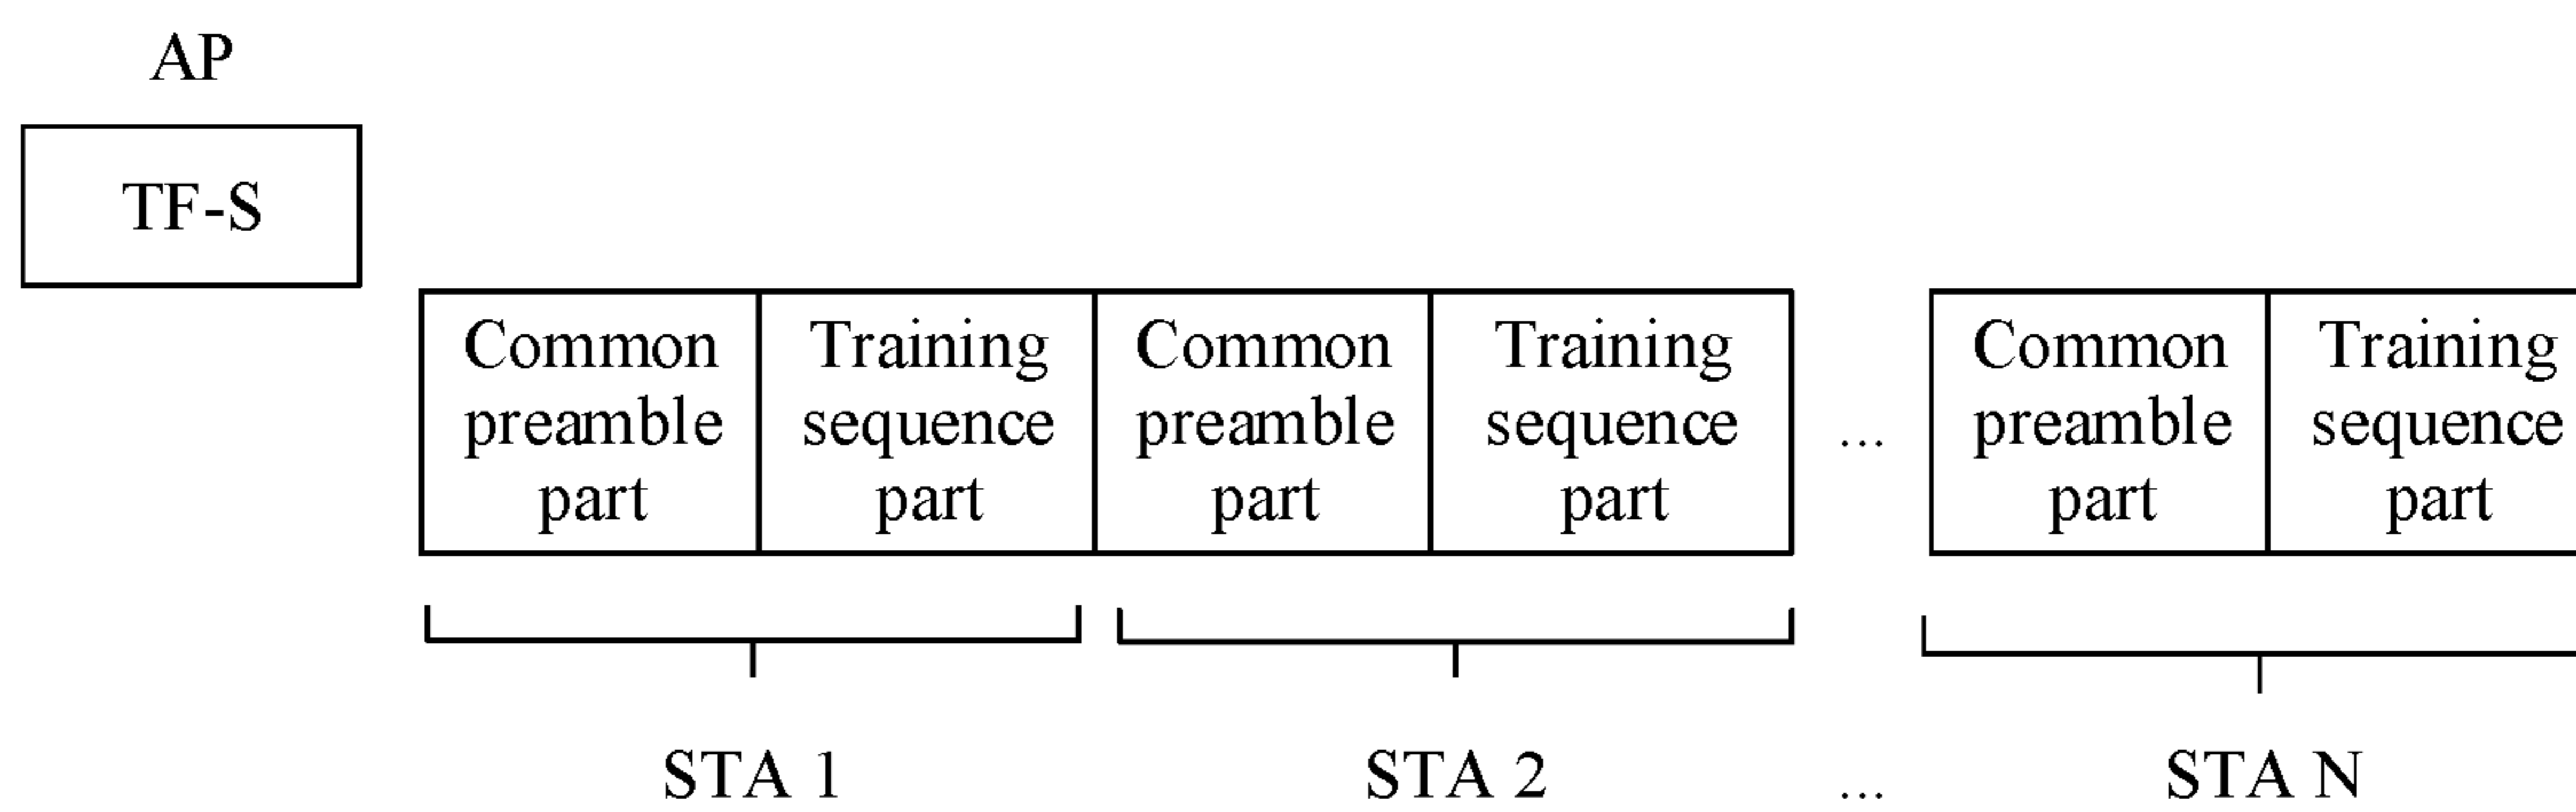 AP
TF-S
Common
preamble
part
Training
sequence
part
Common
preamble
part
Training
sequence
part
...
Common
preamble
part
Training
sequence
part
STA 1
STA 2
...
STA N